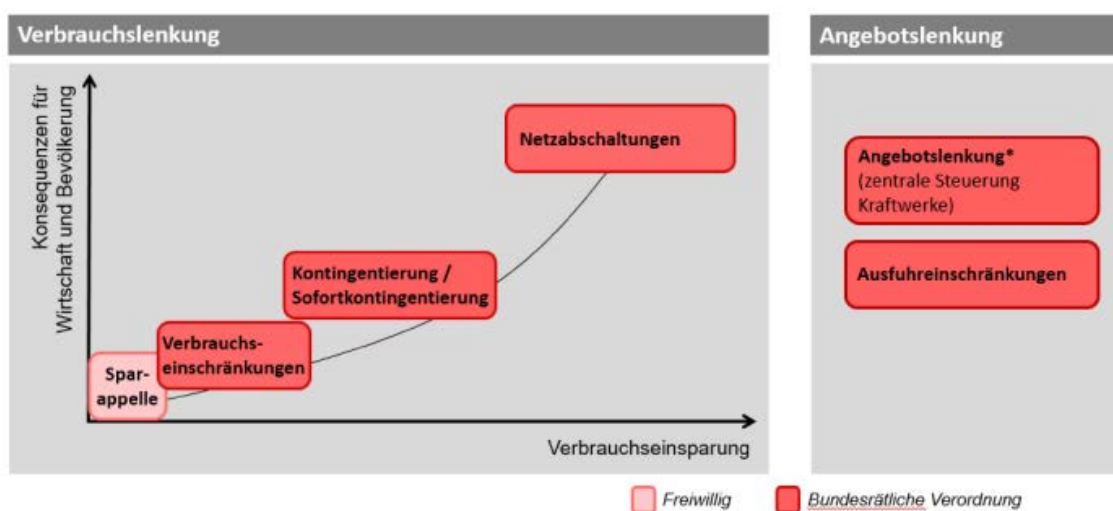 Verbrauchslenkung
Konsequenzen für
Wirtschaft und Bevölkerung
Netzabschaltungen
Kontingentierung /
Sofortkontingentierung
Verbrauchs-
einschränkungen
Spar-
appelle
Verbrauchseinsparung
Angebotslenkung
Angebotslenkung*
(zentrale Steuerung
Kraftwerke)
Ausfuhreinschränkungen
Freiwillig
Bundesrätliche Verordnung